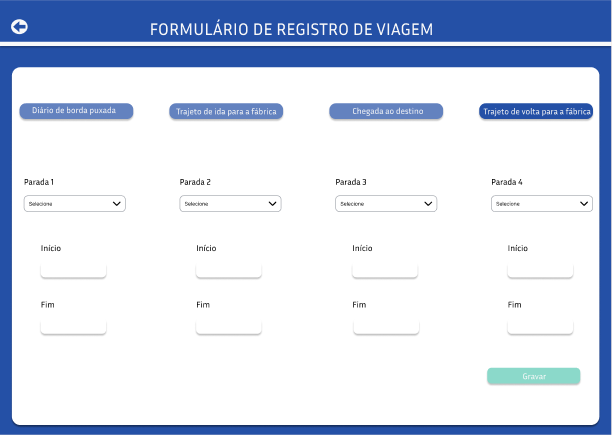 FORMULÁRIO DE REGISTRO DE VIAGEM
Diário de borda puxada
Trajeto de ida para a fábrica
Chegada ao destino
Trajeto de volta para a fábrica
Parada 1
Parada 2
Parada 3
Parada 4
Selecione
Selecione
Selecione
Selecione
Início
Início
Início
Início
Fim
Fim
Fim
Fim
Gravar